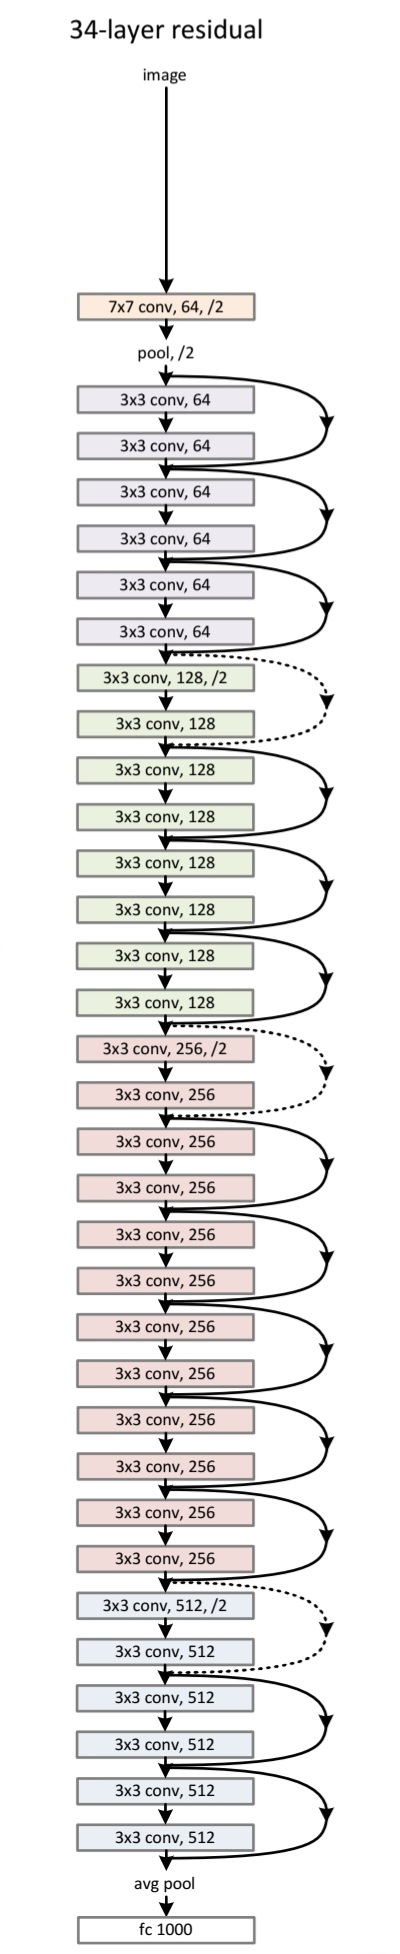 34-layer residual
image
7x7 conv, 64, /2
pool, /2
3x3 conv, 64
3x3 conv, 64
3x3 conv, 64
3x3 conv, 64
3x3 conv, 64
3x3 conv, 64
3x3 conv, 128, /2
3x3 conv, 128
3x3 conv, 128
3x3 conv, 128
3x3 conv, 128
3x3 conv, 128
3x3 conv, 128
3x3 conv, 128
3x3 conv, 256, /2
3x3 conv, 256
3x3 conv, 256
3x3 conv, 256
3x3 conv, 256
3x3 conv, 256
3x3 conv, 256
3x3 conv, 256
3x3 conv, 256
3x3 conv, 256
3x3 conv, 256
3x3 conv, 256
3x3 conv, 512, /2
3x3 conv, 512
3x3 conv, 512
3x3 conv, 512
3x3 conv, 512
3x3 conv, 512
avg pool
fc 1000